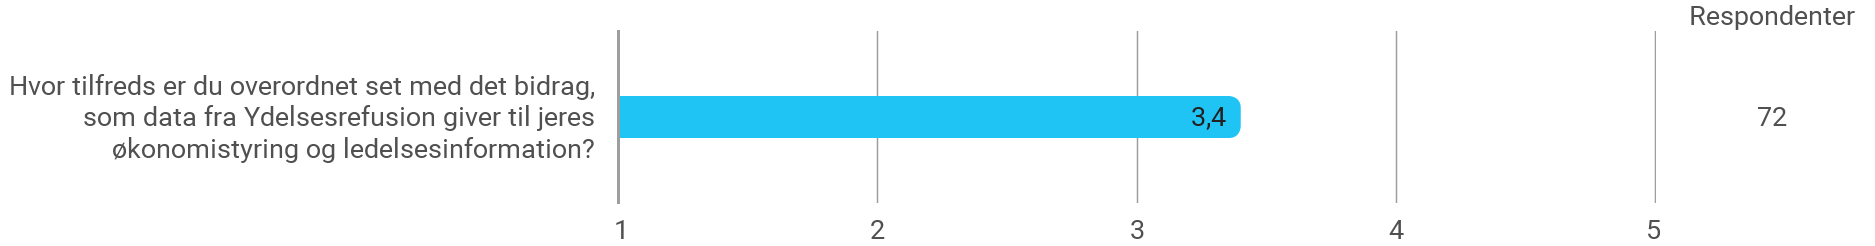 Respondenter
Hvor tilfreds er du overordnet set med det bidrag,
som data fra Ydelsesrefusion giver til jeres
økonomistyring og ledelsesinformation?
3,4
72
1 2 3 4 5